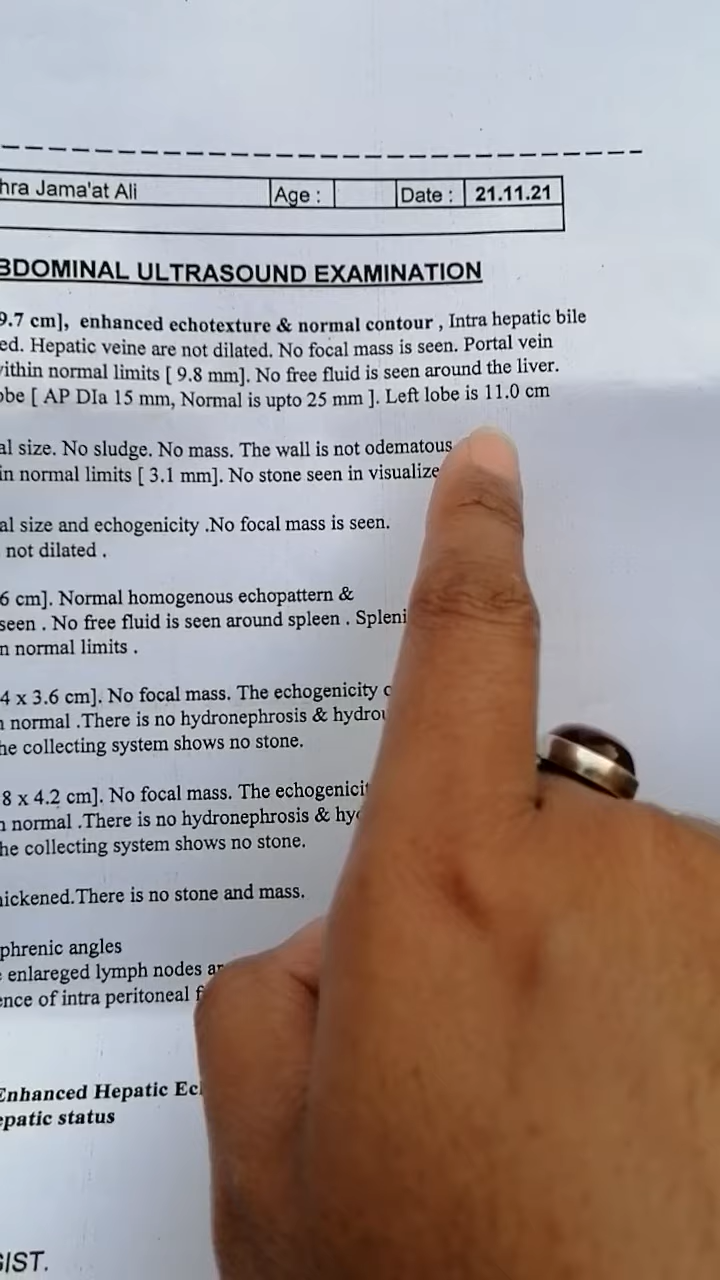 hra Jama'at Ali Age : Date : 21.11.21
BDOMINAL ULTRASOUND EXAMINATION
9.7 cm], enhanced echotexture & normal contour , Intra hepatic bile
ed. Hepatic veine are not dilated. No focal mass is seen. Portal vein
ithin normal limits [ 9.8 mm]. No free fluid is seen around the liver.
obe [ AP DIa 15 mm, Normal is upto 25 mm ]. Left lobe is 11.0 cm
al size. No sludge. No mass. The wall is not odematous
in normal limits [ 3.1 mm]. No stone seen in visualize
al size and echogenicity .No focal mass is seen.
not dilated .
6 cm]. Normal homogenous echopattern &
seen . No free fluid is seen around spleen . Spleni
n normal limits .
4 x 3.6 cm]. No focal mass. The echogenicity
normal .There is no hydronephrosis & hydrou
he collecting system shows no stone.
8 x 4.2 cm]. No focal mass. The echogenicit
normal .There is no hydronephrosis & hy
he collecting system shows no stone.
hickened.There is no stone and mass.
phrenic angles
enlareged lymph nodes ar
ence of intra peritoneal f
Enhanced Hepatic Ec
epatic status
GIST.